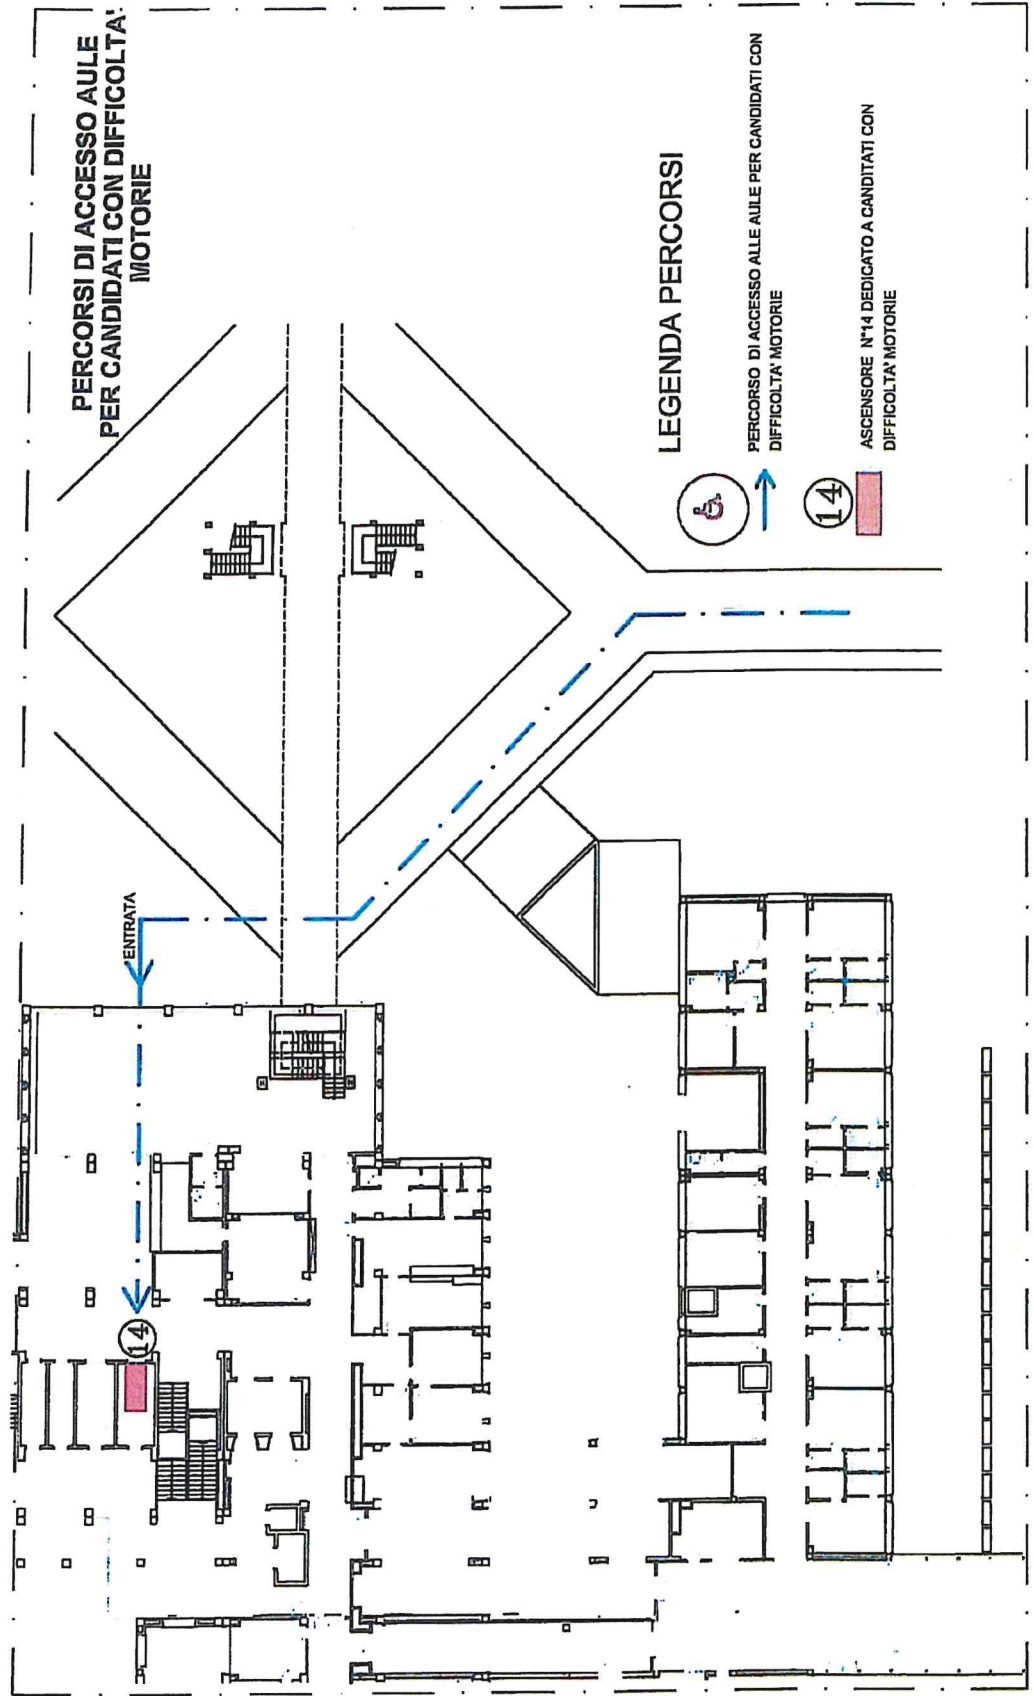 PERCORSI DI ACCESSO AULE
PER CANDIDATI CON DIFFICOLTA'
MOTORIE
ENTRATA
14
LEGENDA PERCORSI
PERCORSO DI ACCESSO ALLE AULE PER CANDIDATI CON
DIFFICOLTA' MOTORIE
14
ASCENSORE N°14 DEDICATO A CANDITATI CON
DIFFICOLTA' MOTORIE